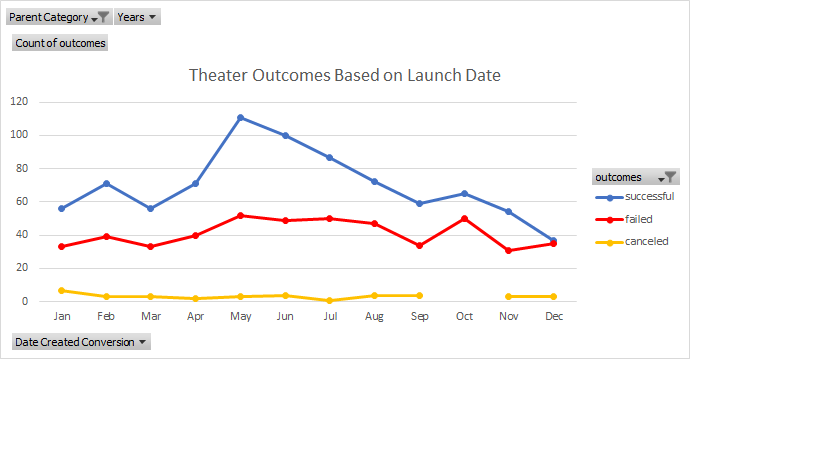 Parent Category Years
Count of outcomes
Theater Outcomes Based on Launch Date
120
100
80
60
40
20
0
Jan Feb Mar Apr May Jun Jul Aug Sep Oct Nov Dec
outcomes
successful
failed
canceled
Date Created Conversion